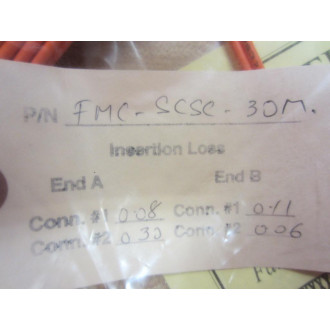 P/N FMC-SCSC-30M.
Insertion Loss
End A End B
Conn. #1 0.08 Conn. #1 0.11
Conn. #2 0.30 Conn. #2 0.06